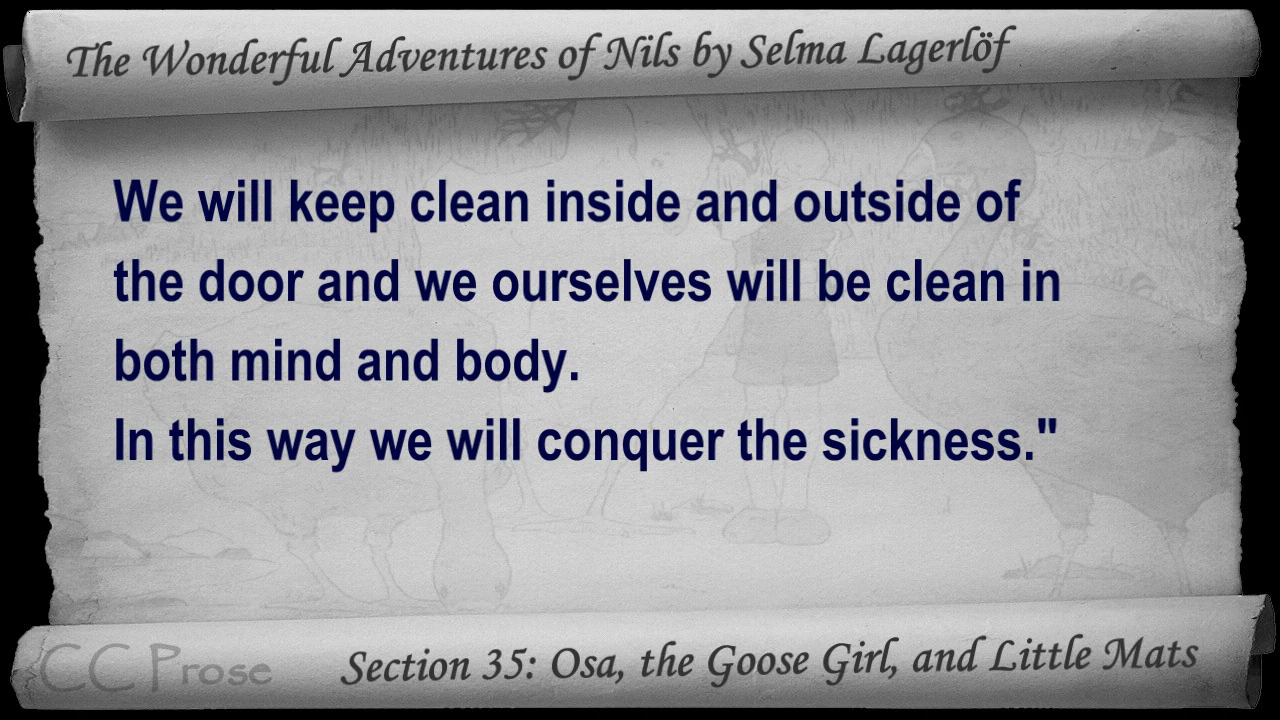 The Wonderful Adventures of Nils by Selma Lagerlöf
We will keep clean inside and outside of
the door and we ourselves will be clean in
both mind and body.
In this way we will conquer the sickness."
CC Prose
Section 35: Osa, the Goose Girl, and Little Mats